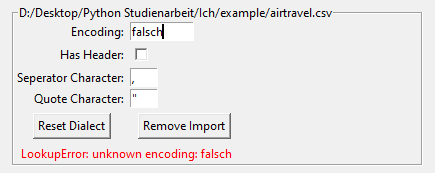 D:/Desktop/Python Studienarbeit/Ich/example/airtravel.csv
Encoding: falsch
Has Header:
Seperator Character: ,
Quote Character: "
Reset Dialect Remove Import
LookupError: unknown encoding: falsch